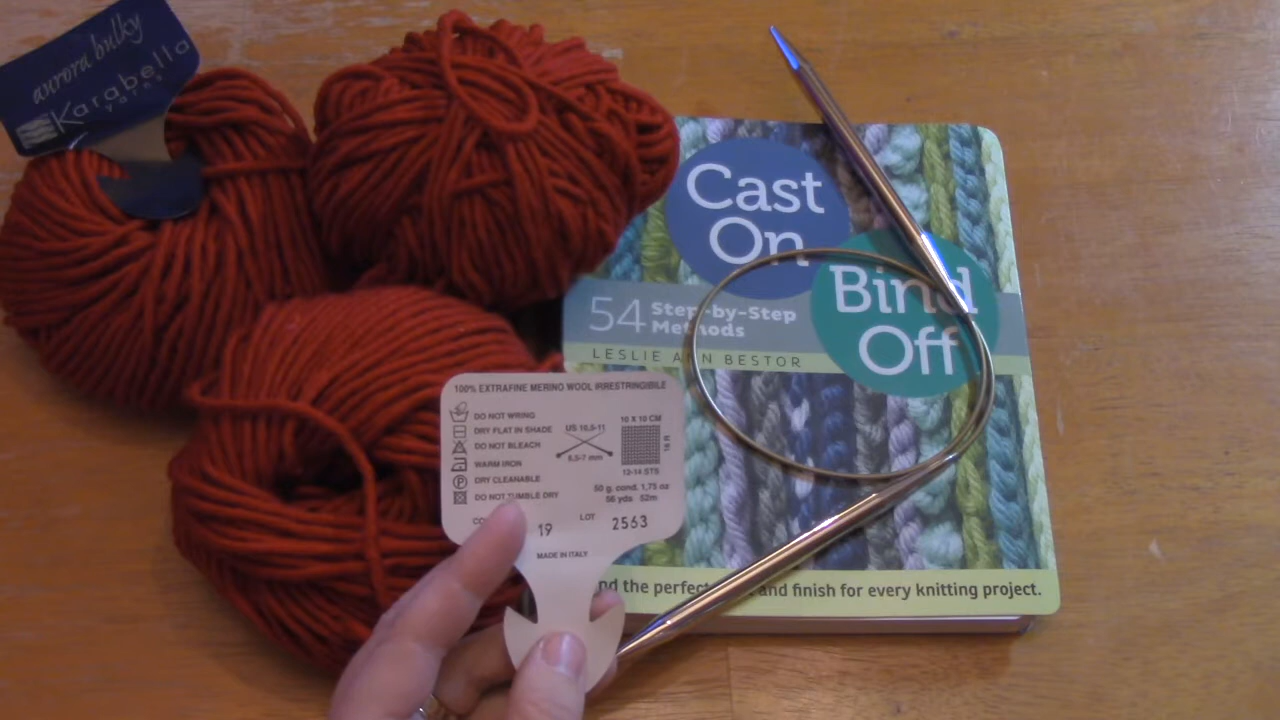 aurora bulky
Karabella
yarns
Cast
On
Bind
Off
54 Step-by-Step
Methods
LESLIE ANN BESTOR
nd the perfect and finish for every knitting project.
100% EXTRAFINE MERINO WOOL IRRESTRINGIBILE
DO NOT WRING
DRY FLAT IN SHADE
DO NOT BLEACH
WARM IRON
DRY CLEANABLE
DO NOT TUMBLE DRY
US 10,5-11
6,5-7 mm
10 X 10 CM
18 R
12-14 STS
50 g. cond. 1,75 oz
56 yds 52m
CO 19 LOT 2563
MADE IN ITALY